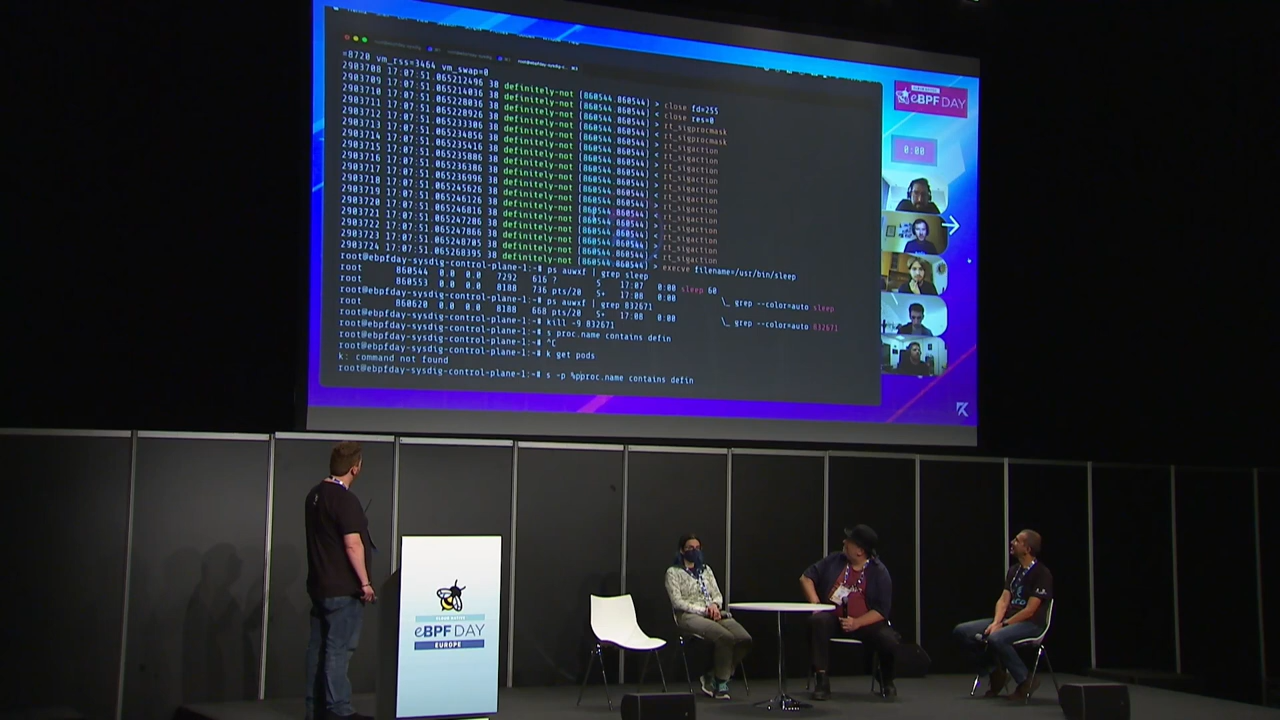 =8720 vm_rss=3464 vm_swap=0
2903708 17:07:51.065212496 38 definitely-not (860544.860544) > close fd=255
2903709 17:07:51.065214036 38 definitely-not (860544.860544) < close res=0
2903710 17:07:51.065228036 38 definitely-not (860544.860544) > rt_sigprocmask
2903711 17:07:51.065228926 38 definitely-not (860544.860544) < rt_sigprocmask
2903712 17:07:51.065233306 38 definitely-not (860544.860544) > rt_sigaction
2903713 17:07:51.065234856 38 definitely-not (860544.860544) < rt_sigaction
2903714 17:07:51.065235416 38 definitely-not (860544.860544) > rt_sigaction
2903715 17:07:51.065235886 38 definitely-not (860544.860544) < rt_sigaction
2903716 17:07:51.065236386 38 definitely-not (860544.860544) > rt_sigaction
2903717 17:07:51.065236996 38 definitely-not (860544.860544) < rt_sigaction
2903718 17:07:51.065245626 38 definitely-not (860544.860544) > rt_sigaction
2903719 17:07:51.065246126 38 definitely-not (860544.860544) < rt_sigaction
2903720 17:07:51.065246816 38 definitely-not (860544.860544) > rt_sigaction
2903721 17:07:51.065247286 38 definitely-not (860544.860544) < rt_sigaction
2903722 17:07:51.065247866 38 definitely-not (860544.860544) > rt_sigaction
2903723 17:07:51.065248705 38 definitely-not (860544.860544) < rt_sigaction
2903724 17:07:51.065268395 38 definitely-not (860544.860544) > execve filename=/usr/bin/sleep
root@ebpfday-sysdig-control-plane-1:~# ps auwxf | grep sleep
root 860544 0.0 0.0 7292 616 ? S 17:07 0:00 sleep 60
root 860553 0.0 0.0 8188 736 pts/20 S+ 17:08 0:00 \_ grep --color=auto sleep
root@ebpfday-sysdig-control-plane-1:~# ps auwxf | grep 832671
root 860620 0.0 0.0 8188 668 pts/20 S+ 17:08 0:00 \_ grep --color=auto 832671
root@ebpfday-sysdig-control-plane-1:~# kill -9 832671
root@ebpfday-sysdig-control-plane-1:~# s proc.name contains defin
root@ebpfday-sysdig-control-plane-1:~# ^C
root@ebpfday-sysdig-control-plane-1:~# k get pods
k: command not found
root@ebpfday-sysdig-control-plane-1:~# s -p %pproc.name contains defin
eBPF DAY
0:00
CLOUD NATIVE
eBPF DAY
EUROPE